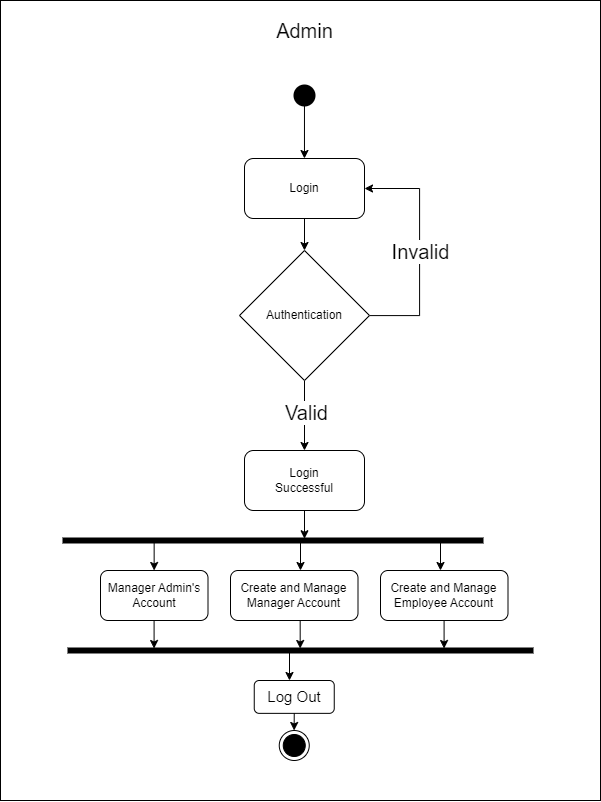 Admin
Login
Invalid
Authentication
Valid
Login
Successful
Manager Admin's
Account
Create and Manage
Manager Account
Create and Manage
Employee Account
Log Out